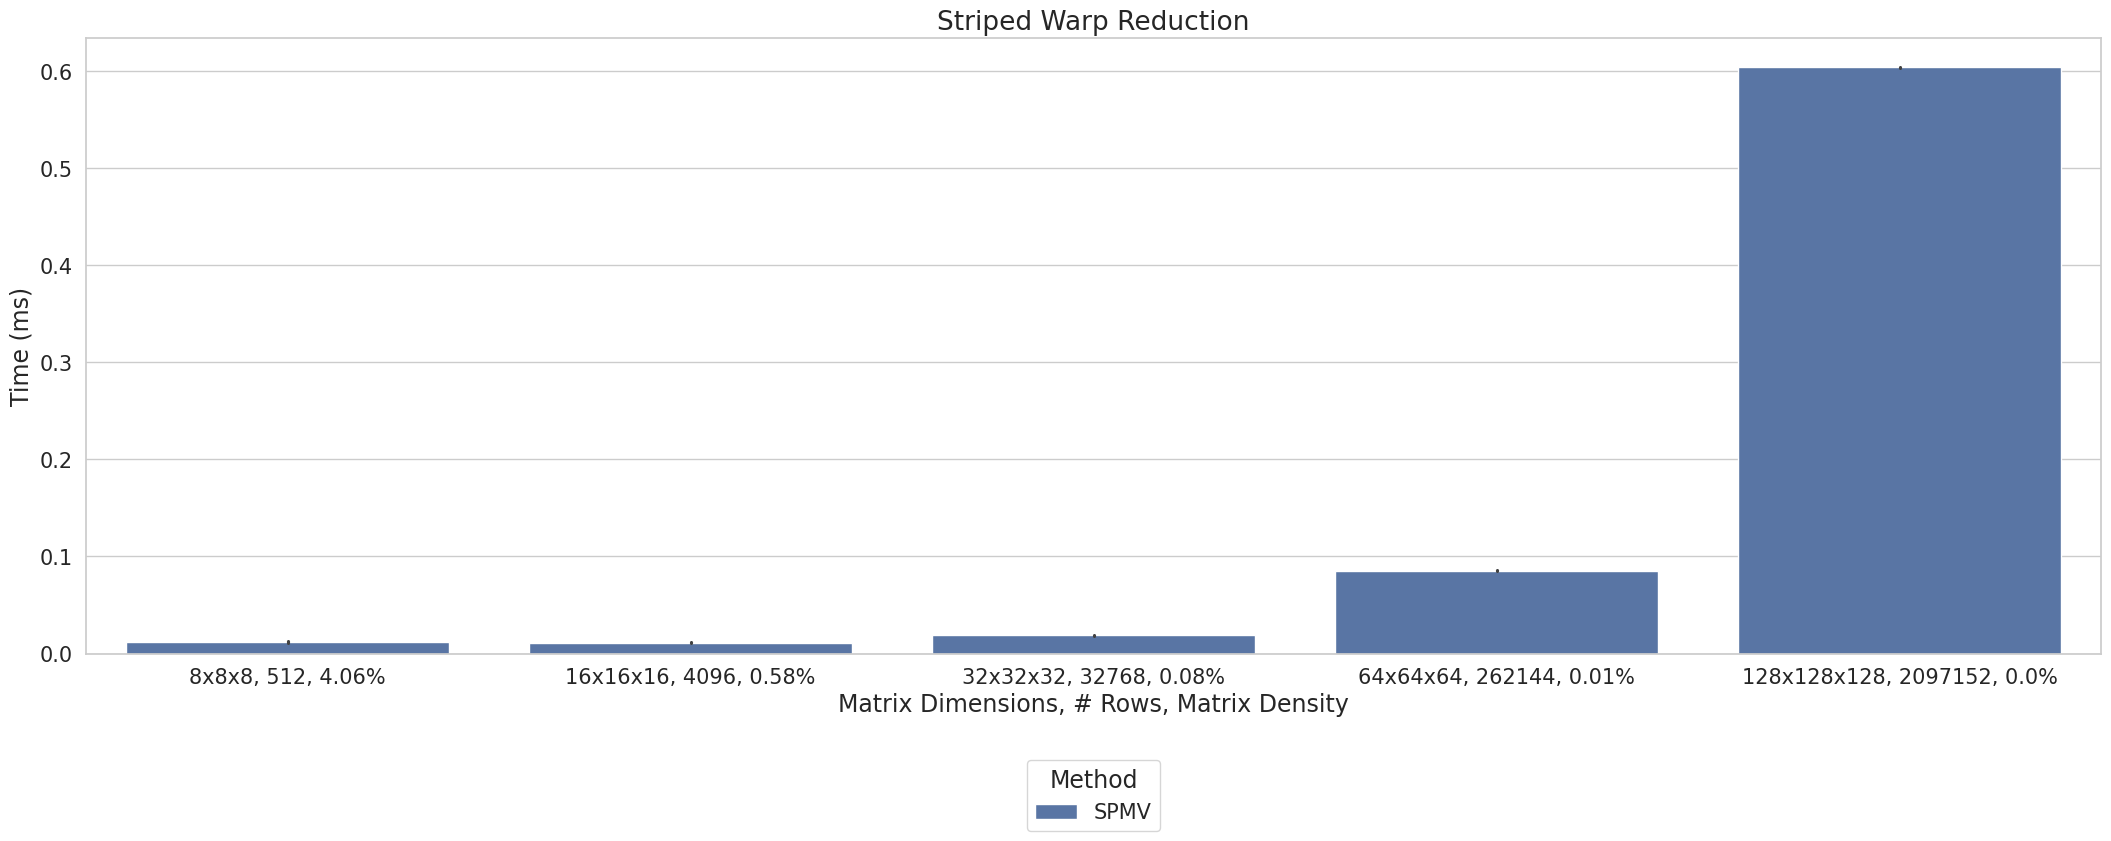 Striped Warp Reduction
0.6
0.5
0.4
0.3
0.2
0.1
0.0
Time (ms)
8x8x8, 512, 4.06%
16x16x16, 4096, 0.58%
32x32x32, 32768, 0.08%
64x64x64, 262144, 0.01%
128x128x128, 2097152, 0.0%
Matrix Dimensions, # Rows, Matrix Density
Method
SPMV